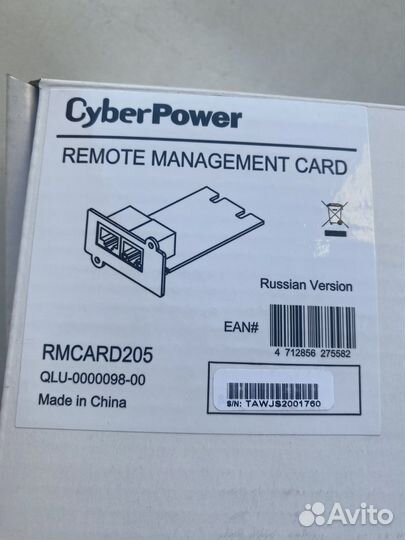 CyberPower
REMOTE MANAGEMENT CARD
Russian Version
EAN#
4 712856 275582
RMCARD205
QLU-0000098-00
Made in China
S/N: TAWJS2001760
Avito